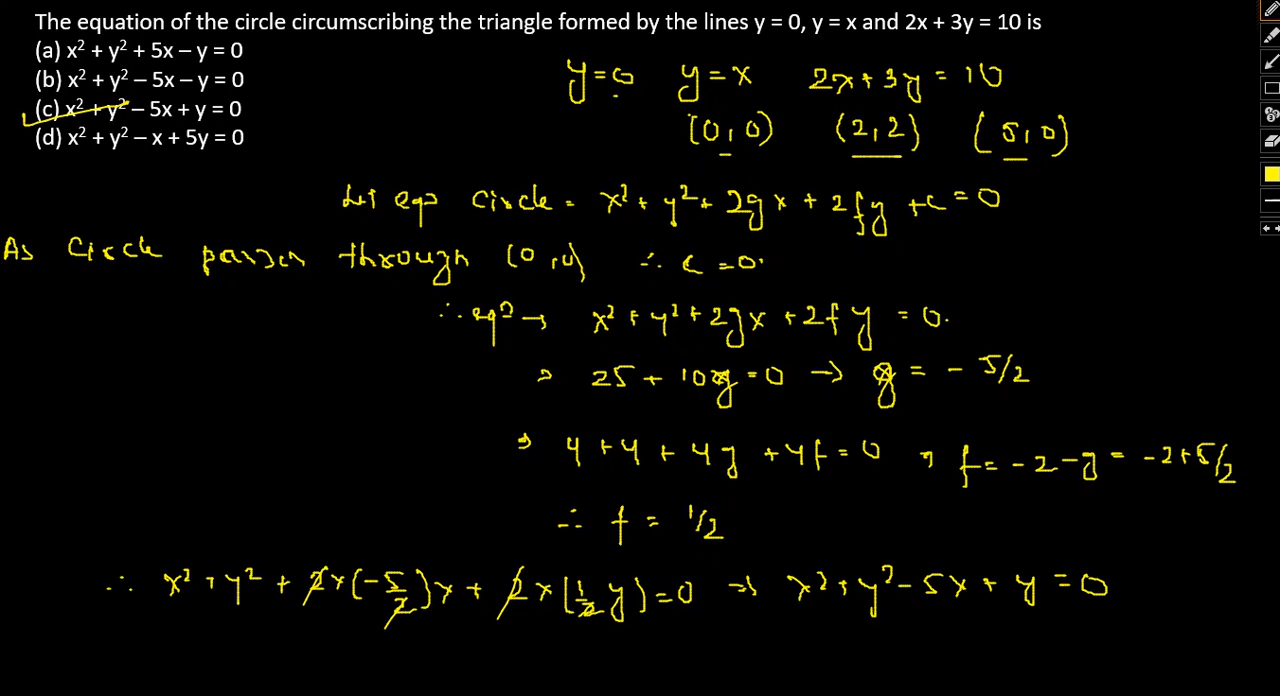 The equation of the circle circumscribing the triangle formed by the lines y = 0, y = x and 2x + 3y = 10 is
(a) x² + y² + 5x – y = 0
(b) x² + y² – 5x – y = 0
(c) x² + y² – 5x + y = 0
(d) x² + y² – x + 5y = 0
y=0 y=x 2x+3y=10
(0,0) (2,2) (5,0)
Let eqn circle = x²+y²+2gx+2fy+c=0
As Circle passes through (0,0) ∴ c=0.
∴ eqn → x²+y²+2gx+2fy=0.
⇒ 25+10g=0 → g = -5/2
⇒ 4+4+4g+4f=0 ⇒ f=-2-g=-2+5/2
∴ f = 1/2
∴ x²+y²+2×(-5/2)x+2×(1/2 y)=0 ⇒ x²+y²-5x+y=0